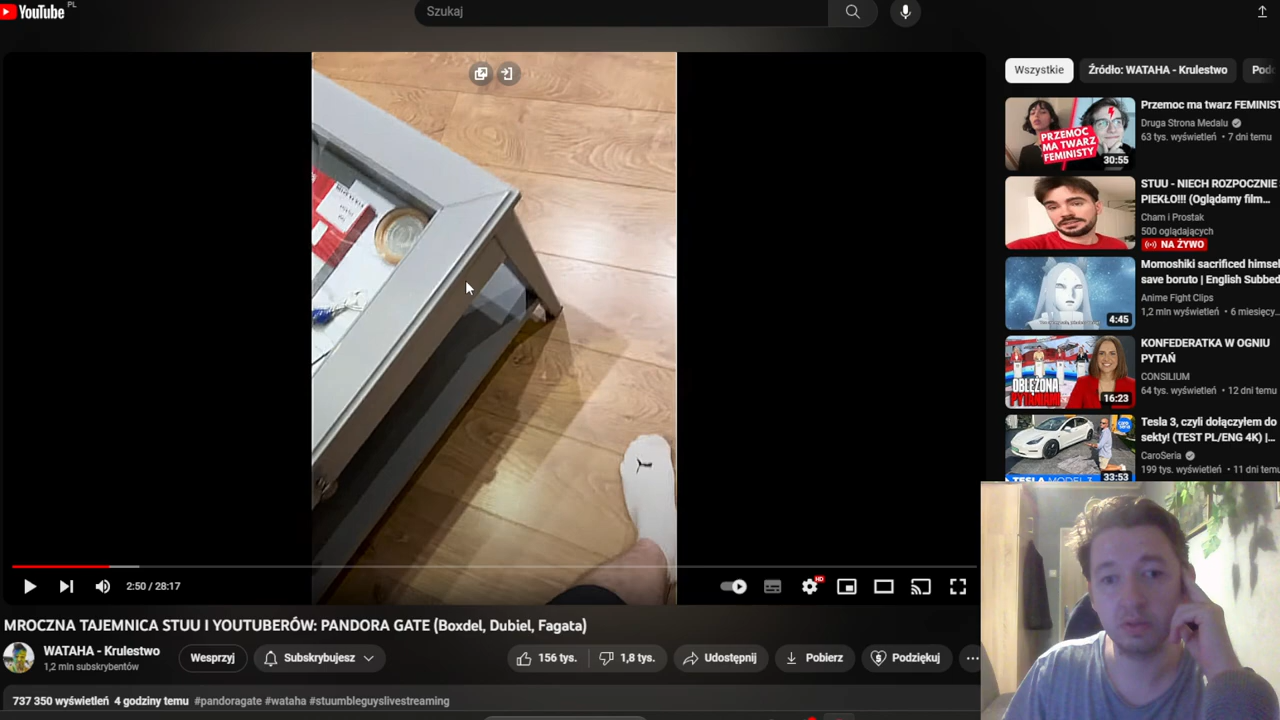 YouTube
PL
Szukaj
2:50 / 28:17
HD
MROCZNA TAJEMNICA STUU I YOUTUBERÓW: PANDORA GATE (Boxdel, Dubiel, Fagata)
WATAHA - Krulestwo
1,2 mln subskrybentów
Wesprzyj
Subskrybujesz
156 tys.
1,8 tys.
Udostępnij
Pobierz
Podziękuj
737 350 wyświetleń 4 godziny temu #pandoragate #wataha #stuumbleguyslivestreaming
Wszystkie
Źródło: WATAHA - Krulestwo
PRZEMOC
MA TWARZ
FEMINISTY
30:55
Przemoc ma twarz FEMINIST
Druga Strona Medalu
63 tys. wyświetleń • 7 dni temu
STUU - NIECH ROZPOCZNIE
PIEKŁO!!! (Oglądamy film...
Cham i Prostak
500 oglądających
NA ŻYWO
4:45
Momoshiki sacrificed himse
save boruto | English Subbed
Anime Fight Clips
1,2 mln wyświetleń • 6 miesięcy...
OBLĘŻONA
PYTANIAMI
16:23
KONFEDERATKA W OGNIU
PYTAŃ
CONSILIUM
64 tys. wyświetleń • 12 dni temu
TESLA MODEL 3
33:53
Tesla 3, czyli dołączyłem do
sekty! (TEST PL/ENG 4K) |...
CaroSeria
199 tys. wyświetleń • 11 dni temu